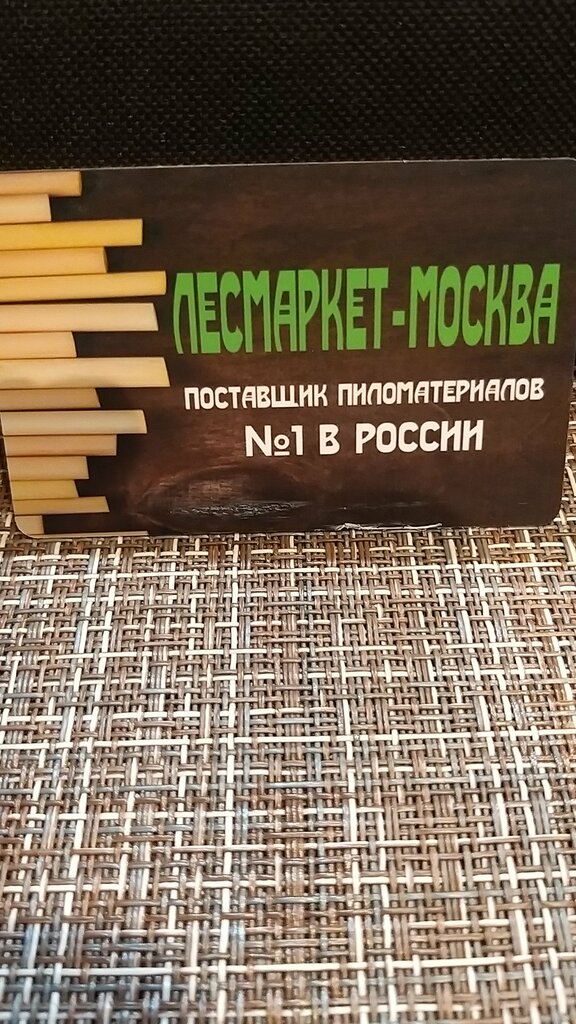 ЛЕСМАРКЕТ-МОСКВА
ПОСТАВЩИК ПИЛОМАТЕРИАЛОВ
№1 В РОССИИ